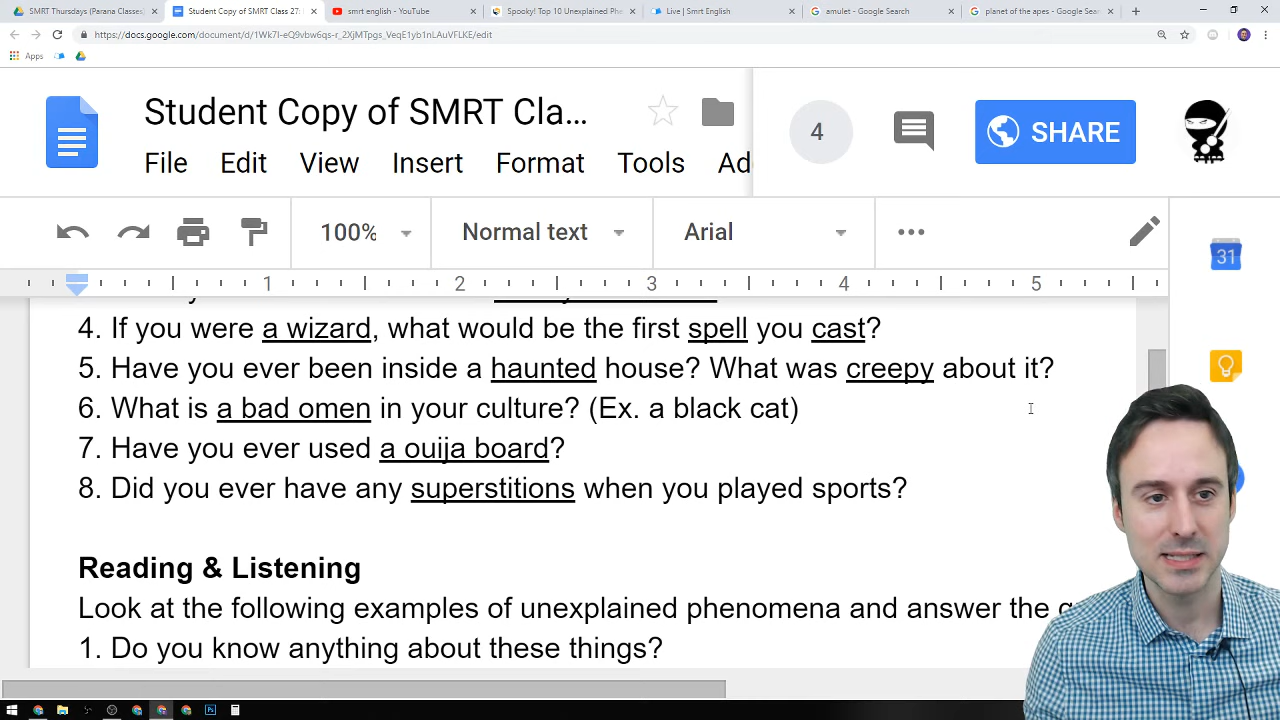 SMRT Thursdays (Parana Classes)
Student Copy of SMRT Class 27:
smrt english - YouTube
Spooky! Top 10 Unexplained Phe
Live | Smrt English
amulet - Google Search
planet of the apes - Google Sear
Apps
Student Copy of SMRT Cla...
4
SHARE
File Edit View Insert Format Tools Ad
100% Normal text Arial
31
1 2 3 4 5
4. If you were a wizard, what would be the first spell you cast?
5. Have you ever been inside a haunted house? What was creepy about it?
6. What is a bad omen in your culture? (Ex. a black cat)
7. Have you ever used a ouija board?
8. Did you ever have any superstitions when you played sports?
Reading & Listening
Look at the following examples of unexplained phenomena and answer the q
1. Do you know anything about these things?